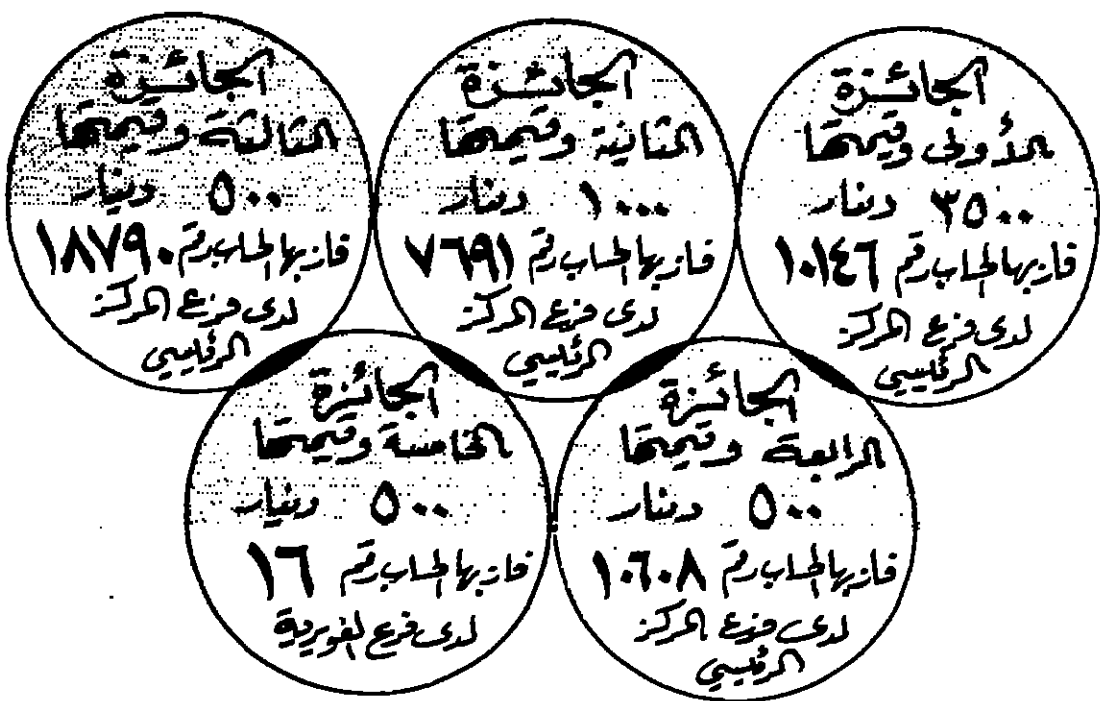 الجائزة
الأولى وقيمتها
٣٥٠٠ دينار
فاز بها الحساب رقم ١٠١٤٦
لدى فرع المركز
الرئيسي
الجائزة
الثانية وقيمتها
١٠٠٠ دينار
فاز بها الحساب رقم ٧٦٩١
لدى فرع المركز
الرئيسي
الجائزة
الثالثة وقيمتها
٥٠٠ دينار
فاز بها الحساب رقم ١٨٧٩٠
لدى فرع المركز
الرئيسي
الجائزة
الرابعة وقيمتها
٥٠٠ دينار
فاز بها الحساب رقم ١٠٦٠٨
لدى فرع المركز
الرئيسي
الجائزة
الخامسة وقيمتها
٥٠٠ دينار
فاز بها الحساب رقم ١٦
لدى فرع الغويرية